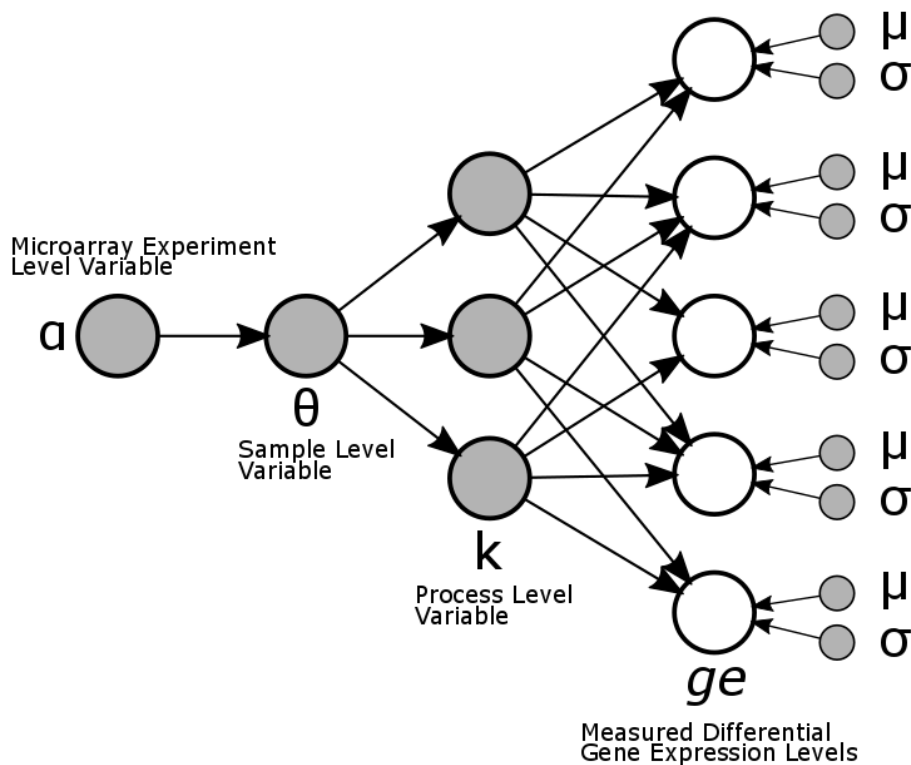 μ
σ
μ
σ
Microarray Experiment
Level Variable
α
θ
Sample Level
Variable
μ
σ
k
Process Level
Variable
μ
σ
μ
σ
ge
Measured Differential
Gene Expression Levels